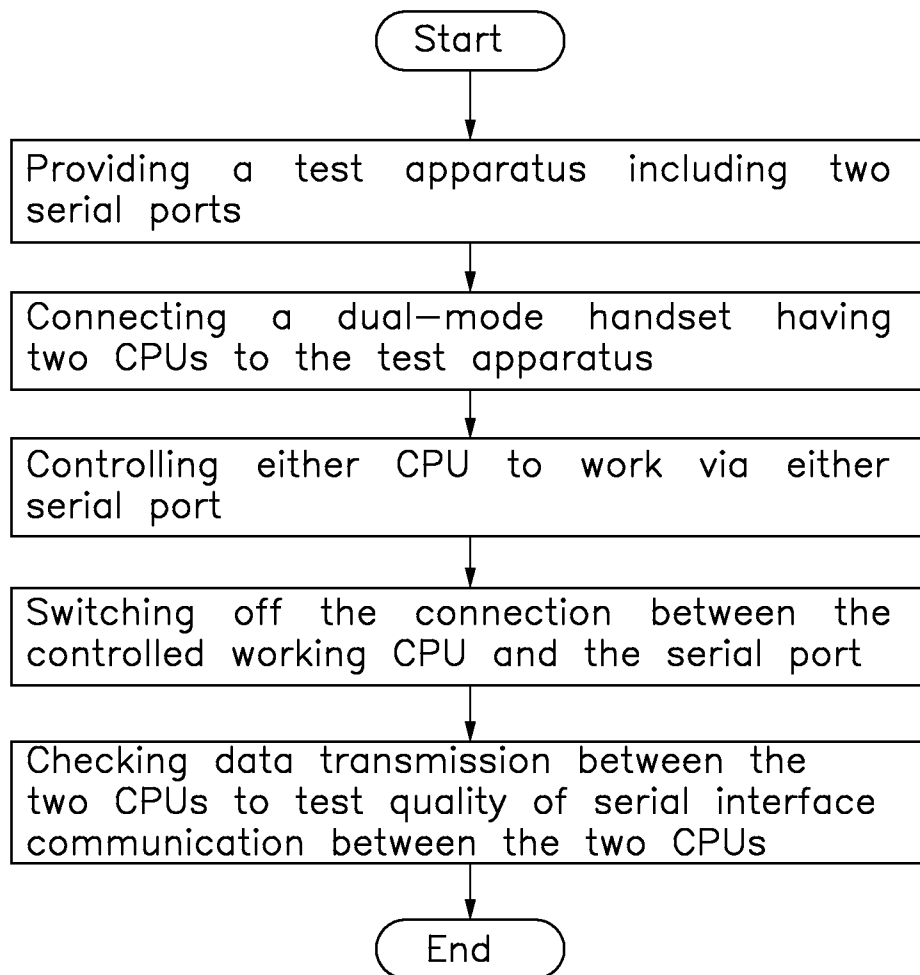 Start
Providing a test apparatus including two
serial ports
Connecting a dual-mode handset having
two CPUs to the test apparatus
Controlling either CPU to work via either
serial port
Switching off the connection between the
controlled working CPU and the serial port
Checking data transmission between the
two CPUs to test quality of serial interface
communication between the two CPUs
End